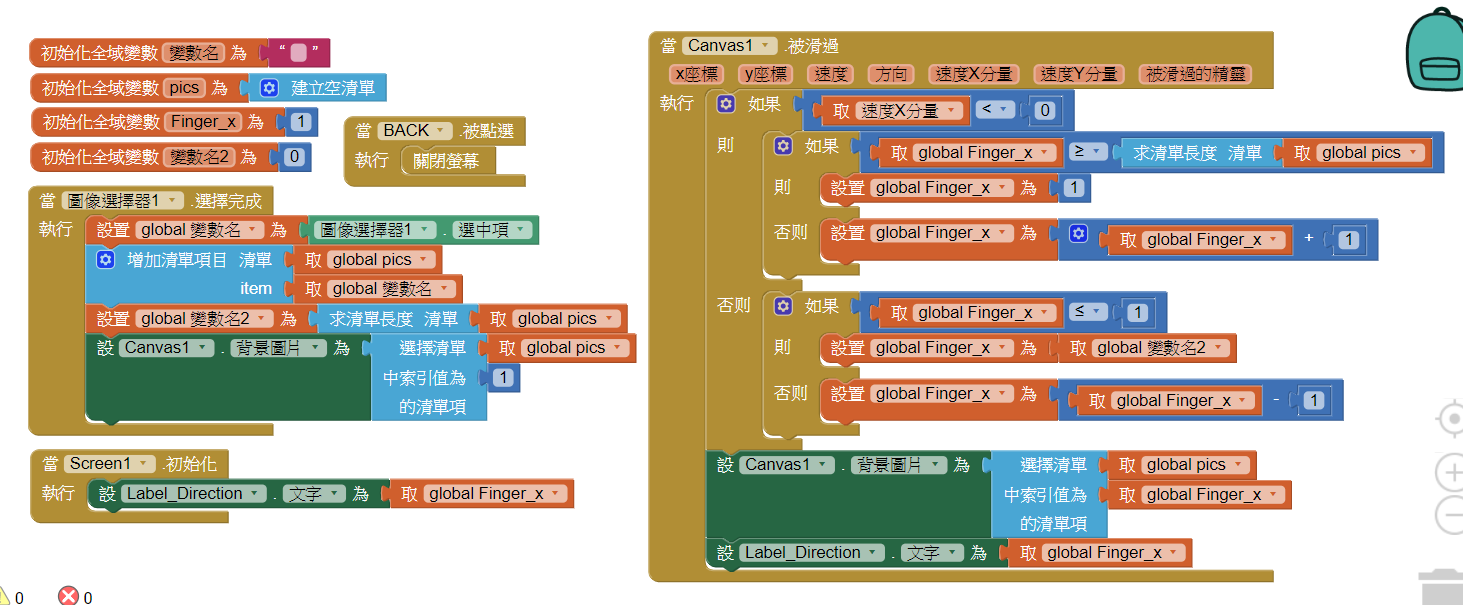 初始化全域變數 變數名 為 “ ”
初始化全域變數 pics 為 建立空清單
初始化全域變數 Finger_x 為 1
初始化全域變數 變數名2 為 0
當 BACK .被點選
執行 關閉螢幕
當 圖像選擇器1 .選擇完成
執行 設置 global 變數名 為 圖像選擇器1 . 選中項
增加清單項目 清單 取 global pics
item 取 global 變數名
設置 global 變數名2 為 求清單長度 清單 取 global pics
設 Canvas1 . 背景圖片 為 選擇清單 取 global pics
中索引值為 1
的清單項
當 Screen1 .初始化
執行 設 Label_Direction . 文字 為 取 global Finger_x
0 0
當 Canvas1 .被滑過
x座標 y座標 速度 方向 速度X分量 速度Y分量 被滑過的精靈
執行 如果 取 速度X分量 < 0
則 如果 取 global Finger_x ≥ 求清單長度 清單 取 global pics
則 設置 global Finger_x 為 1
否則 設置 global Finger_x 為 取 global Finger_x + 1
否則 如果 取 global Finger_x ≤ 1
則 設置 global Finger_x 為 取 global 變數名2
否則 設置 global Finger_x 為 取 global Finger_x - 1
設 Canvas1 . 背景圖片 為 選擇清單 取 global pics
中索引值為 取 global Finger_x
的清單項
設 Label_Direction . 文字 為 取 global Finger_x